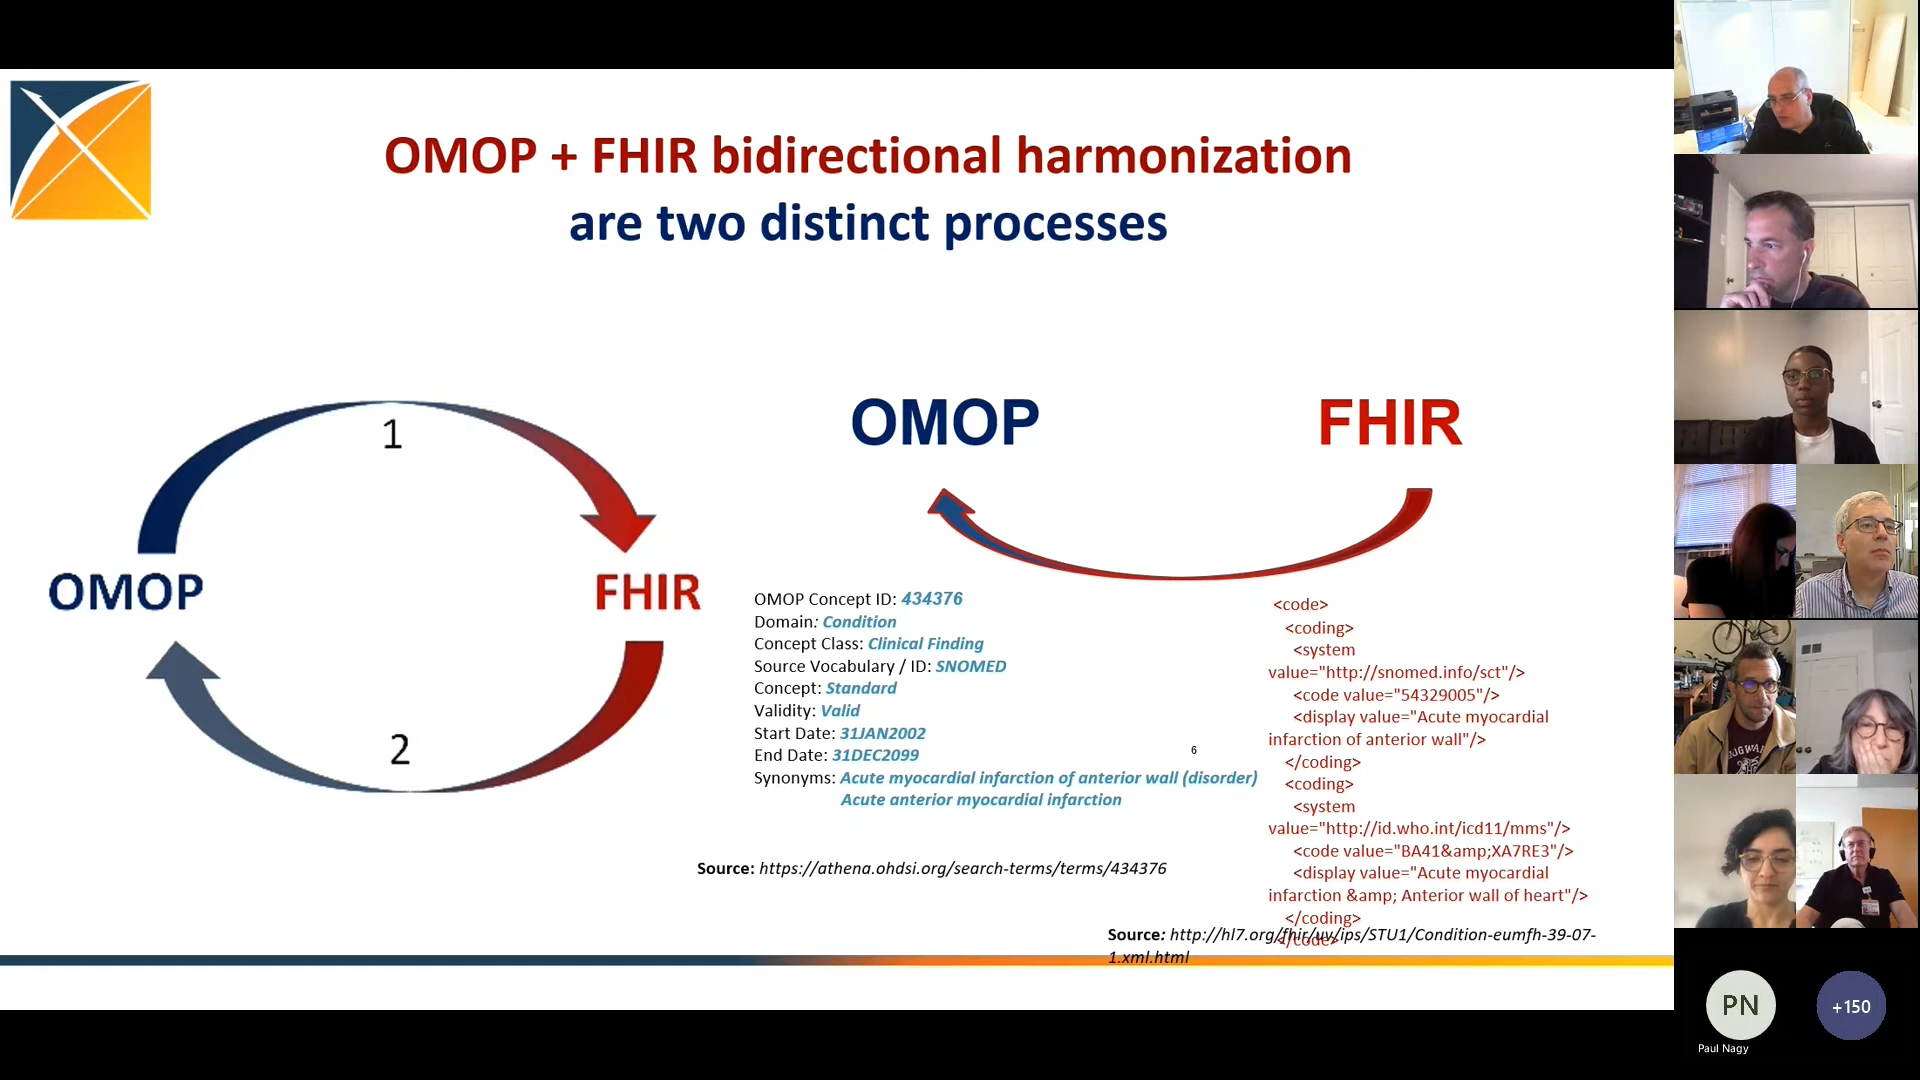 OMOP + FHIR bidirectional harmonization
are two distinct processes
1
OMOP
FHIR
2
OMOP
FHIR
OMOP Concept ID: 434376
Domain: Condition
Concept Class: Clinical Finding
Source Vocabulary / ID: SNOMED
Concept: Standard
Validity: Valid
Start Date: 31JAN2002
End Date: 31DEC2099
Synonyms: Acute myocardial infarction of anterior wall (disorder)
Acute anterior myocardial infarction
Source: https://athena.ohdsi.org/search-terms/terms/434376
6
<code>
<coding>
<system
value="http://snomed.info/sct"/>
<code value="54329005"/>
<display value="Acute myocardial
infarction of anterior wall"/>
</coding>
<coding>
<system
value="http://id.who.int/icd11/mms"/>
<code value="BA41&amp;XA7RE3"/>
<display value="Acute myocardial
infarction &amp; Anterior wall of heart"/>
</coding>
</code>
Source: http://hl7.org/fhir/uv/ips/STU1/Condition-eumfh-39-07-
1.xml.html
PN
Paul Nagy
+150